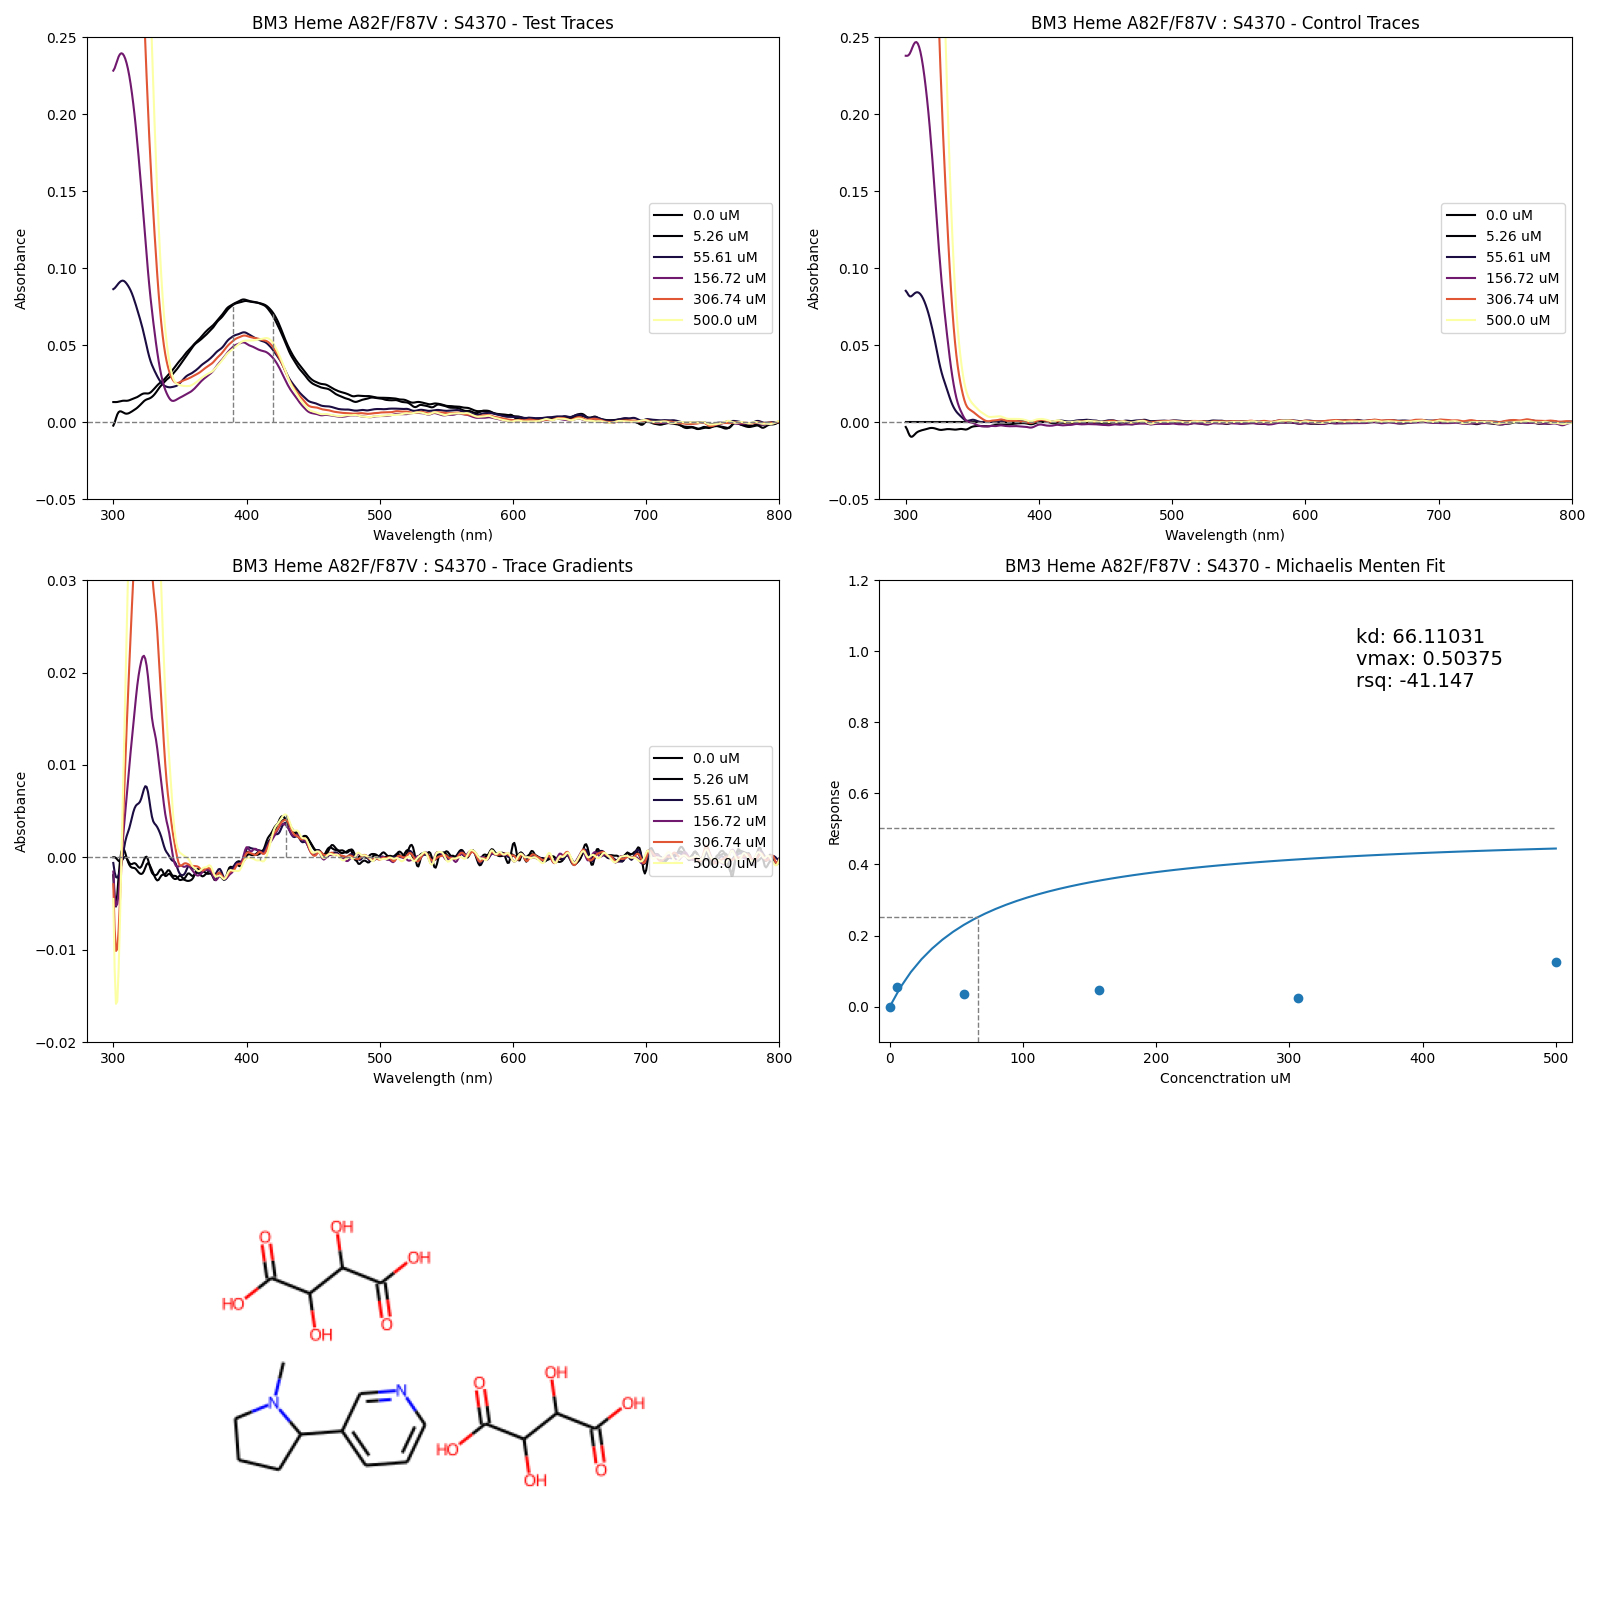 BM3 Heme A82F/F87V : S4370 - Test Traces
Absorbance
0.25
0.20
0.15
0.10
0.05
0.00
−0.05
300 400 500 600 700 800
Wavelength (nm)
0.0 uM
5.26 uM
55.61 uM
156.72 uM
306.74 uM
500.0 uM
BM3 Heme A82F/F87V : S4370 - Control Traces
Absorbance
0.25
0.20
0.15
0.10
0.05
0.00
−0.05
300 400 500 600 700 800
Wavelength (nm)
0.0 uM
5.26 uM
55.61 uM
156.72 uM
306.74 uM
500.0 uM
BM3 Heme A82F/F87V : S4370 - Trace Gradients
Absorbance
0.03
0.02
0.01
0.00
−0.01
−0.02
300 400 500 600 700 800
Wavelength (nm)
0.0 uM
5.26 uM
55.61 uM
156.72 uM
306.74 uM
500.0 uM
BM3 Heme A82F/F87V : S4370 - Michaelis Menten Fit
Response
1.2
1.0
0.8
0.6
0.4
0.2
0.0
0 100 200 300 400 500
Concenctration uM
kd: 66.11031
vmax: 0.50375
rsq: -41.147
OH
O
OH
HO
O
OH
N
N
OH
O
OH
HO
O
OH